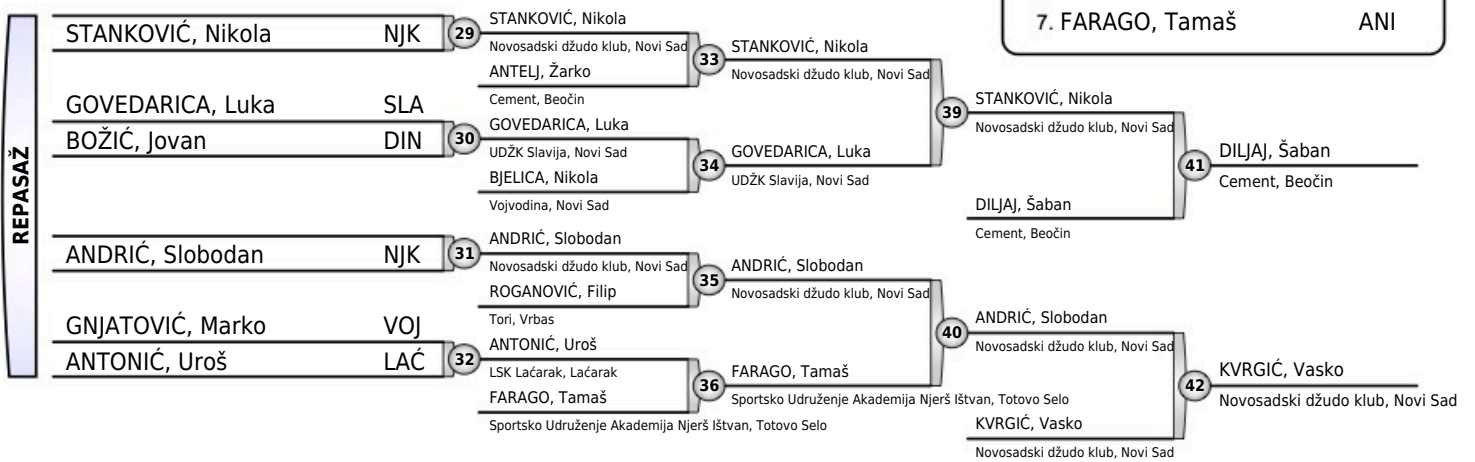 7. FARAGO, Tamaš ANI
REPASAŽ
STANKOVIĆ, Nikola NJK
GOVEDARICA, Luka SLA
BOŽIĆ, Jovan DIN
ANDRIĆ, Slobodan NJK
GNJATOVIĆ, Marko VOJ
ANTONIĆ, Uroš LAĆ
29
STANKOVIĆ, Nikola
Novosadski džudo klub, Novi Sad
ANTELJ, Žarko
Cement, Beočin
30
GOVEDARICA, Luka
UDŽK Slavija, Novi Sad
BJELICA, Nikola
Vojvodina, Novi Sad
31
ANDRIĆ, Slobodan
Novosadski džudo klub, Novi Sad
ROGANOVIĆ, Filip
Tori, Vrbas
32
ANTONIĆ, Uroš
LSK Laćarak, Laćarak
FARAGO, Tamaš
Sportsko Udruženje Akademija Njerš Ištvan, Totovo Selo
33
STANKOVIĆ, Nikola
Novosadski džudo klub, Novi Sad
34
GOVEDARICA, Luka
UDŽK Slavija, Novi Sad
35
ANDRIĆ, Slobodan
Novosadski džudo klub, Novi Sad
36
FARAGO, Tamaš
Sportsko Udruženje Akademija Njerš Ištvan, Totovo Selo
39
STANKOVIĆ, Nikola
Novosadski džudo klub, Novi Sad
DILJAJ, Šaban
Cement, Beočin
40
ANDRIĆ, Slobodan
Novosadski džudo klub, Novi Sad
KVRGIĆ, Vasko
Novosadski džudo klub, Novi Sad
41
DILJAJ, Šaban
Cement, Beočin
42
KVRGIĆ, Vasko
Novosadski džudo klub, Novi Sad